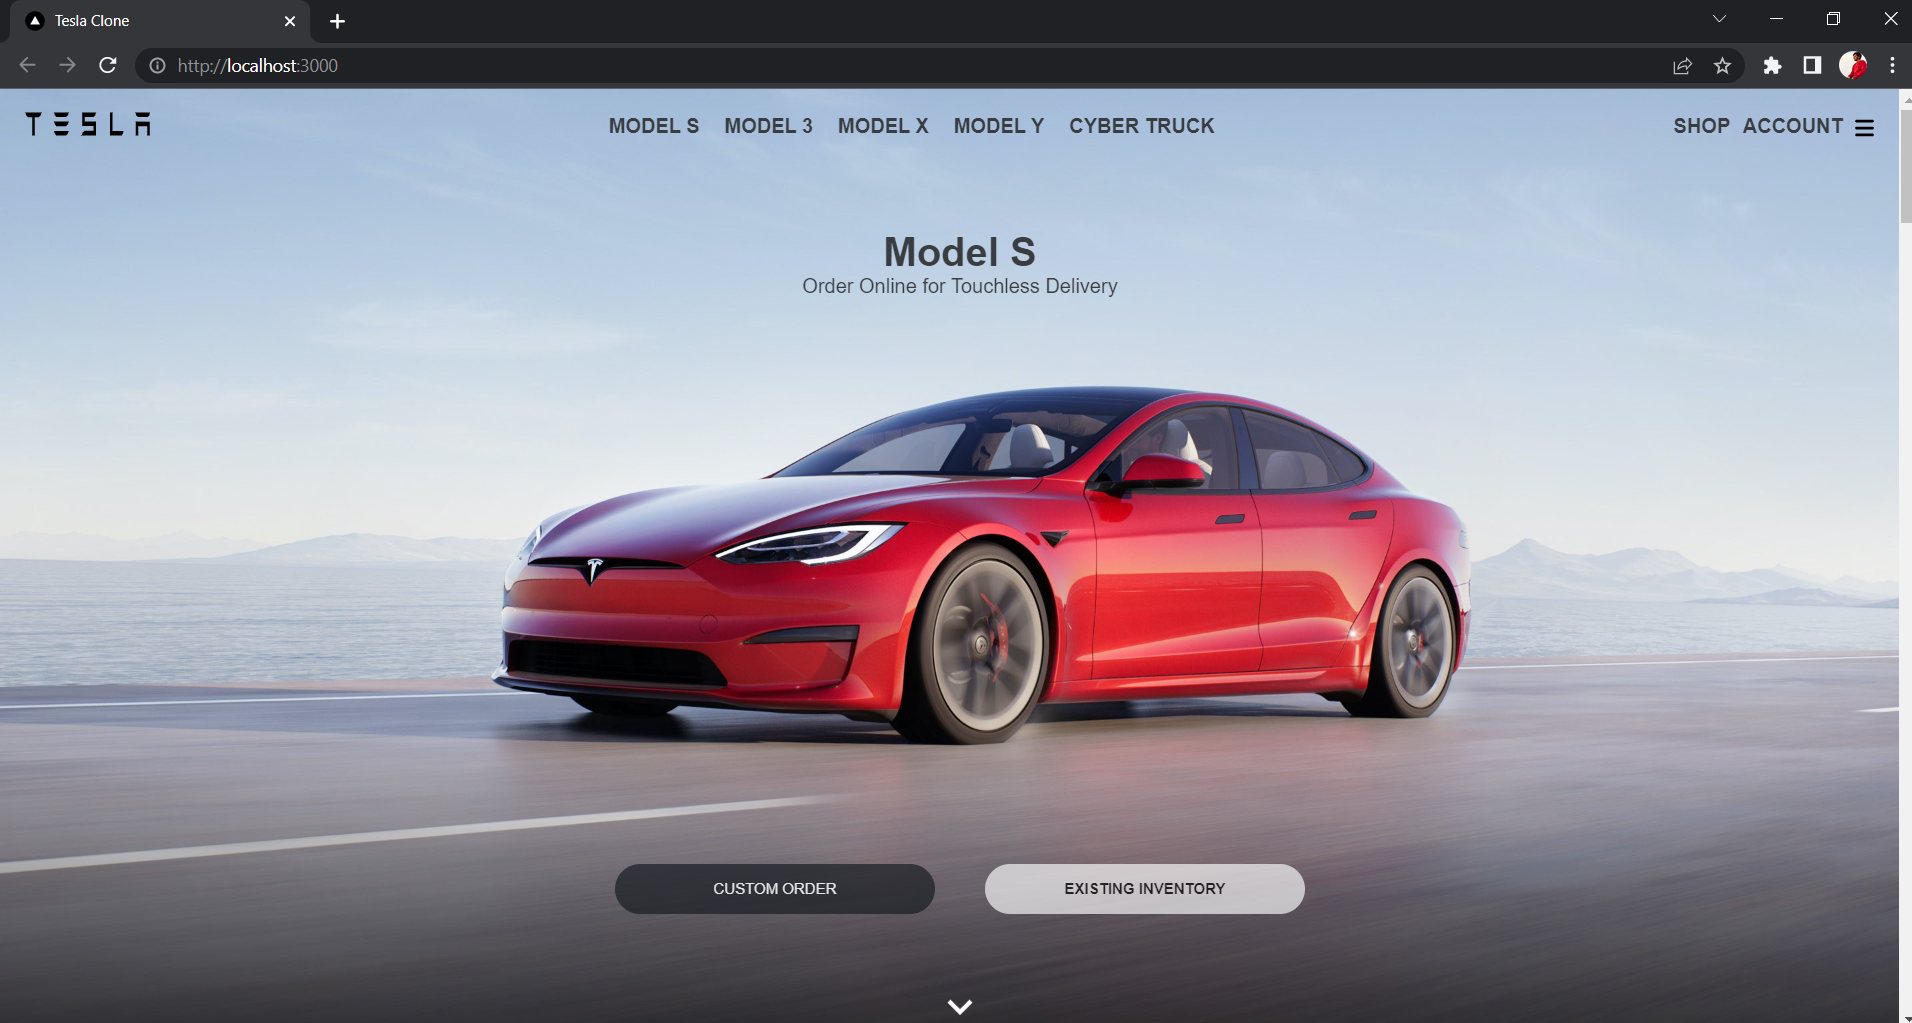 Tesla Clone
http://localhost:3000
TESLA
MODEL S MODEL 3 MODEL X MODEL Y CYBER TRUCK
SHOP ACCOUNT
Model S
Order Online for Touchless Delivery
CUSTOM ORDER
EXISTING INVENTORY